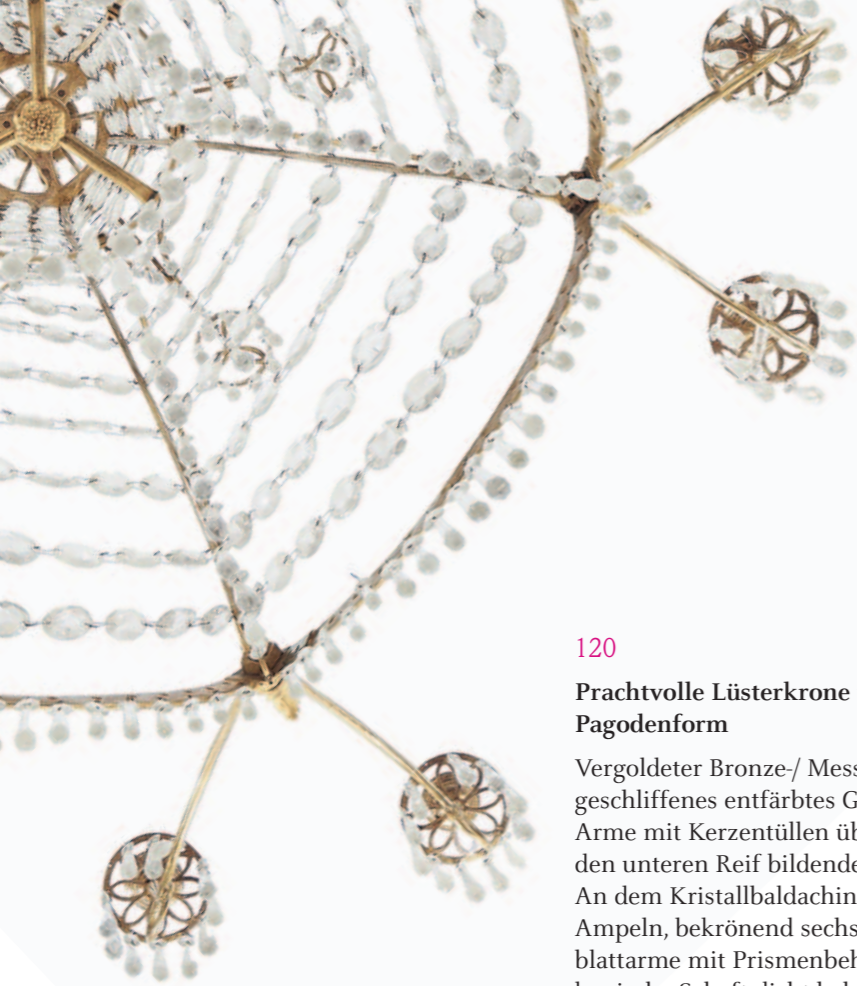 120
Prachtvolle Lüsterkrone
Pagodenform
Vergoldeter Bronze-/ Mess
geschliffenes entfärbtes G
Arme mit Kerzentüllen üb
den unteren Reif bildende
An dem Kristallbaldachin
Ampeln, bekrönend sechs
blattarme mit Prismenbeh